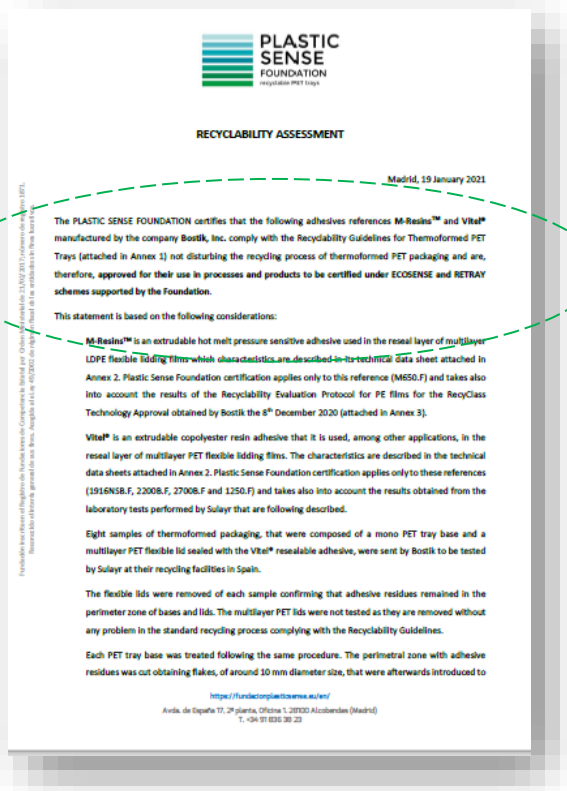 PLASTIC
SENSE
FOUNDATION
recyclable PET trays
RECYCLABILITY ASSESSMENT
Madrid, 19 January 2021
The PLASTIC SENSE FOUNDATION certifies that the following adhesives references M-Resins™ and Vitel®
manufactured by the company Bostik, Inc. comply with the Recyclability Guidelines for Thermoformed PET
Trays (attached in Annex 1) not disturbing the recycling process of thermoformed PET packaging and are,
therefore, approved for their use in processes and products to be certified under ECOSENSE and RETRAY
schemes supported by the Foundation.
This statement is based on the following considerations:
M-Resins™ is an extrudable hot melt pressure sensitive adhesive used in the reseal layer of multilayer
LDPE flexible lidding films which characteristics are described in its technical data sheet attached in
Annex 2. Plastic Sense Foundation certification applies only to this reference (M650.F) and takes also
into account the results of the Recyclability Evaluation Protocol for PE films for the RecyClass
Technology Approval obtained by Bostik the 8th December 2020 (attached in Annex 3).
Vitel® is an extrudable copolyester resin adhesive that it is used, among other applications, in the
reseal layer of multilayer PET flexible lidding films. The characteristics are described in the technical
data sheets attached in Annex 2. Plastic Sense Foundation certification applies only to these references
(1916NSB.F, 2200B.F, 2700B.F and 1250.F) and takes also into account the results obtained from the
laboratory tests performed by Sulayr that are following described.
Eight samples of thermoformed packaging, that were composed of a mono PET tray base and a
multilayer PET flexible lid sealed with the Vitel® resealable adhesive, were sent by Bostik to be tested
by Sulayr at their recycling facilities in Spain.
The flexible lids were removed of each sample confirming that adhesive residues remained in the
perimeter zone of bases and lids. The multilayer PET lids were not tested as they are removed without
any problem in the standard recycling process complying with the Recyclability Guidelines.
Each PET tray base was treated following the same procedure. The perimetral zone with adhesive
residues was cut obtaining flakes, of around 10 mm diameter size, that were afterwards introduced to
https://fundacionplasticsense.eu/en/
Avda. de España 17, 2ª planta, Oficina 1. 28100 Alcobendas (Madrid)
T. +34 91 836 38 23